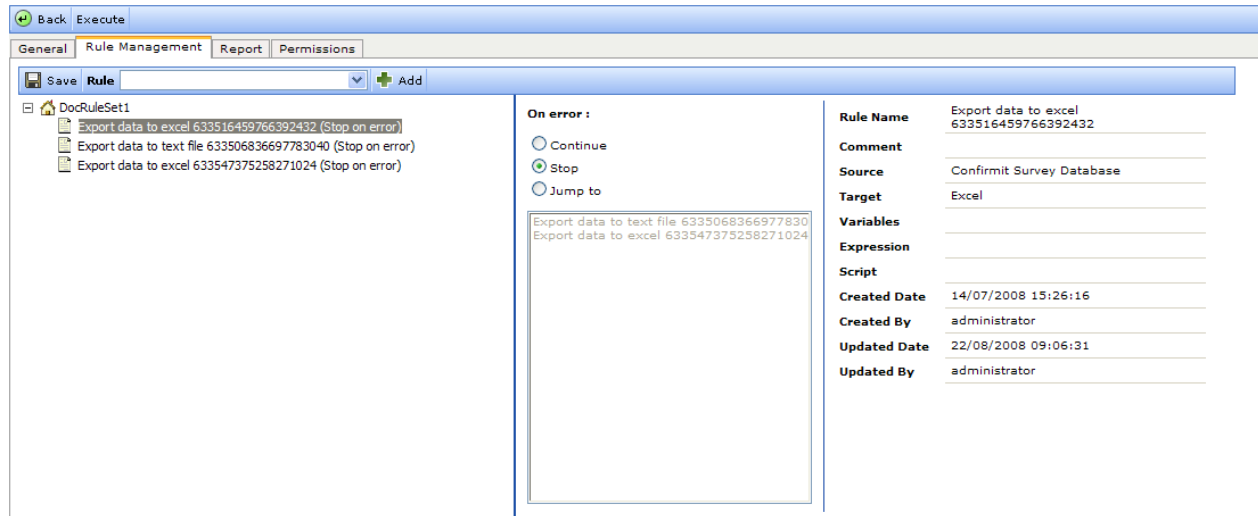 Back Execute
General Rule Management Report Permissions
Save Rule Add
DocRuleSet1
Export data to excel 633516459766392432 (Stop on error)
Export data to text file 633506836697783040 (Stop on error)
Export data to excel 633547375258271024 (Stop on error)
On error :
Continue
Stop
Jump to
Export data to text file 6335068366977830
Export data to excel 633547375258271024
Rule Name Export data to excel
633516459766392432
Comment
Source Confirmit Survey Database
Target Excel
Variables
Expression
Script
Created Date 14/07/2008 15:26:16
Created By administrator
Updated Date 22/08/2008 09:06:31
Updated By administrator